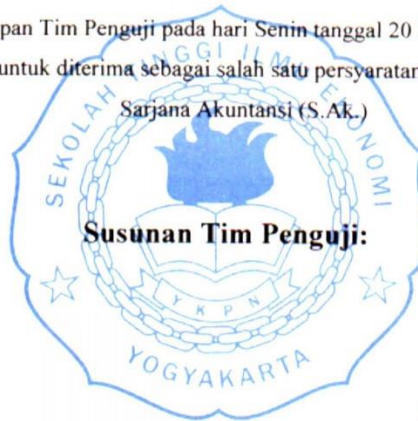 pan Tim Penguji pada hari Senin tanggal 20
untuk diterima sebagai salah satu persyaratan
Sarjana Akuntansi (S.Ak.)
SEKOLAH TINGGI ILMU EKONOMI
Susunan Tim Penguji:
YKPN
YOGYAKARTA